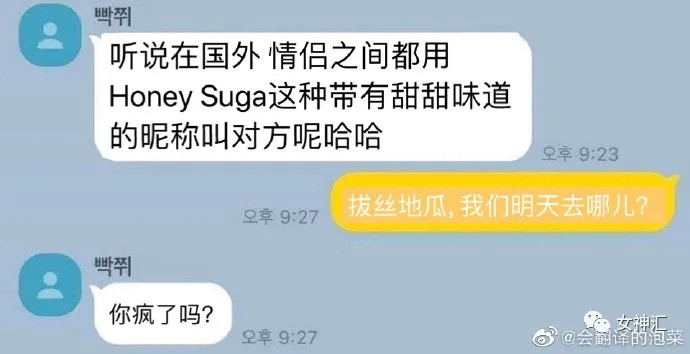 빡쮜
听说在国外 情侣之间都用
Honey Suga这种带有甜甜味道
的昵称叫对方呢哈哈
오후 9:23
拔丝地瓜, 我们明天去哪儿?
오후 9:27
빡쮜
你疯了吗?
오후 9:27
女神汇
@会翻译的泡菜